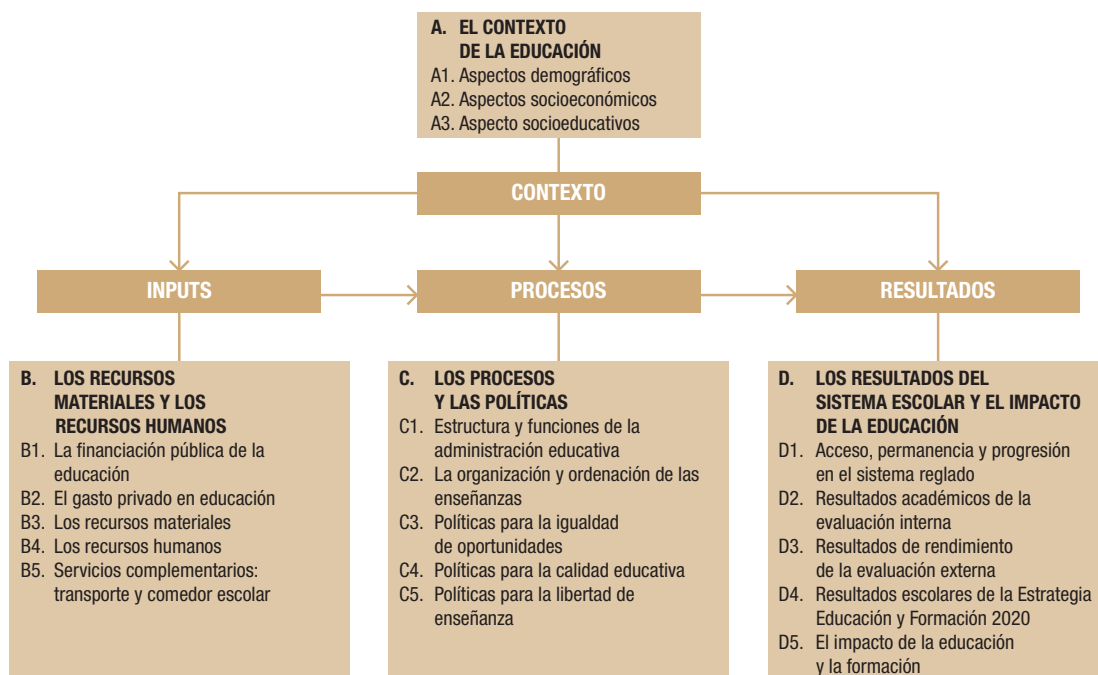 A. EL CONTEXTO
DE LA EDUCACIÓN
A1. Aspectos demográficos
A2. Aspectos socioeconómicos
A3. Aspecto socioeducativos
CONTEXTO
INPUTS
PROCESOS
RESULTADOS
B. LOS RECURSOS
MATERIALES Y LOS
RECURSOS HUMANOS
B1. La financiación pública de la
educación
B2. El gasto privado en educación
B3. Los recursos materiales
B4. Los recursos humanos
B5. Servicios complementarios:
transporte y comedor escolar
C. LOS PROCESOS
Y LAS POLÍTICAS
C1. Estructura y funciones de la
administración educativa
C2. La organización y ordenación de las
enseñanzas
C3. Políticas para la igualdad
de oportunidades
C4. Políticas para la calidad educativa
C5. Políticas para la libertad de
enseñanza
D. LOS RESULTADOS DEL
SISTEMA ESCOLAR Y EL IMPACTO
DE LA EDUCACIÓN
D1. Acceso, permanencia y progresión
en el sistema reglado
D2. Resultados académicos de la
evaluación interna
D3. Resultados de rendimiento
de la evaluación externa
D4. Resultados escolares de la Estrategia
Educación y Formación 2020
D5. El impacto de la educación
y la formación